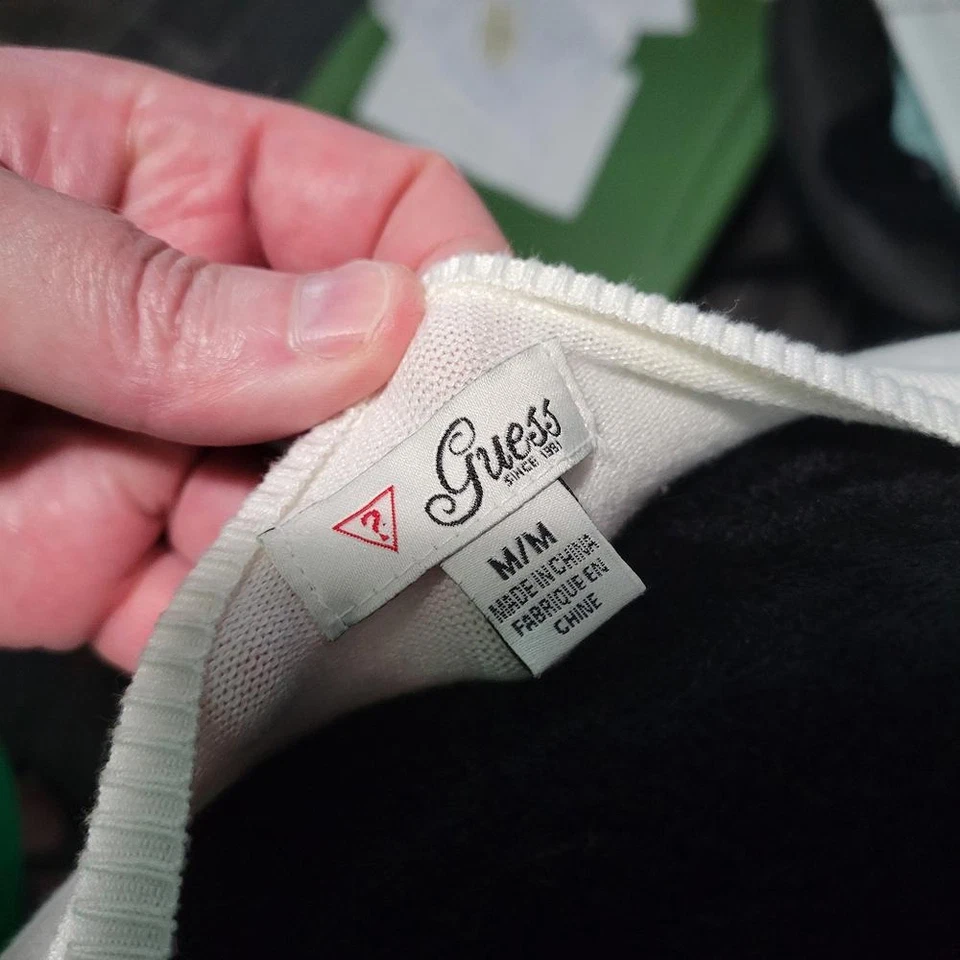 ?
Guess
SINCE 1981
M/M
MADE IN CHINA
FABRIQUE EN
CHINE